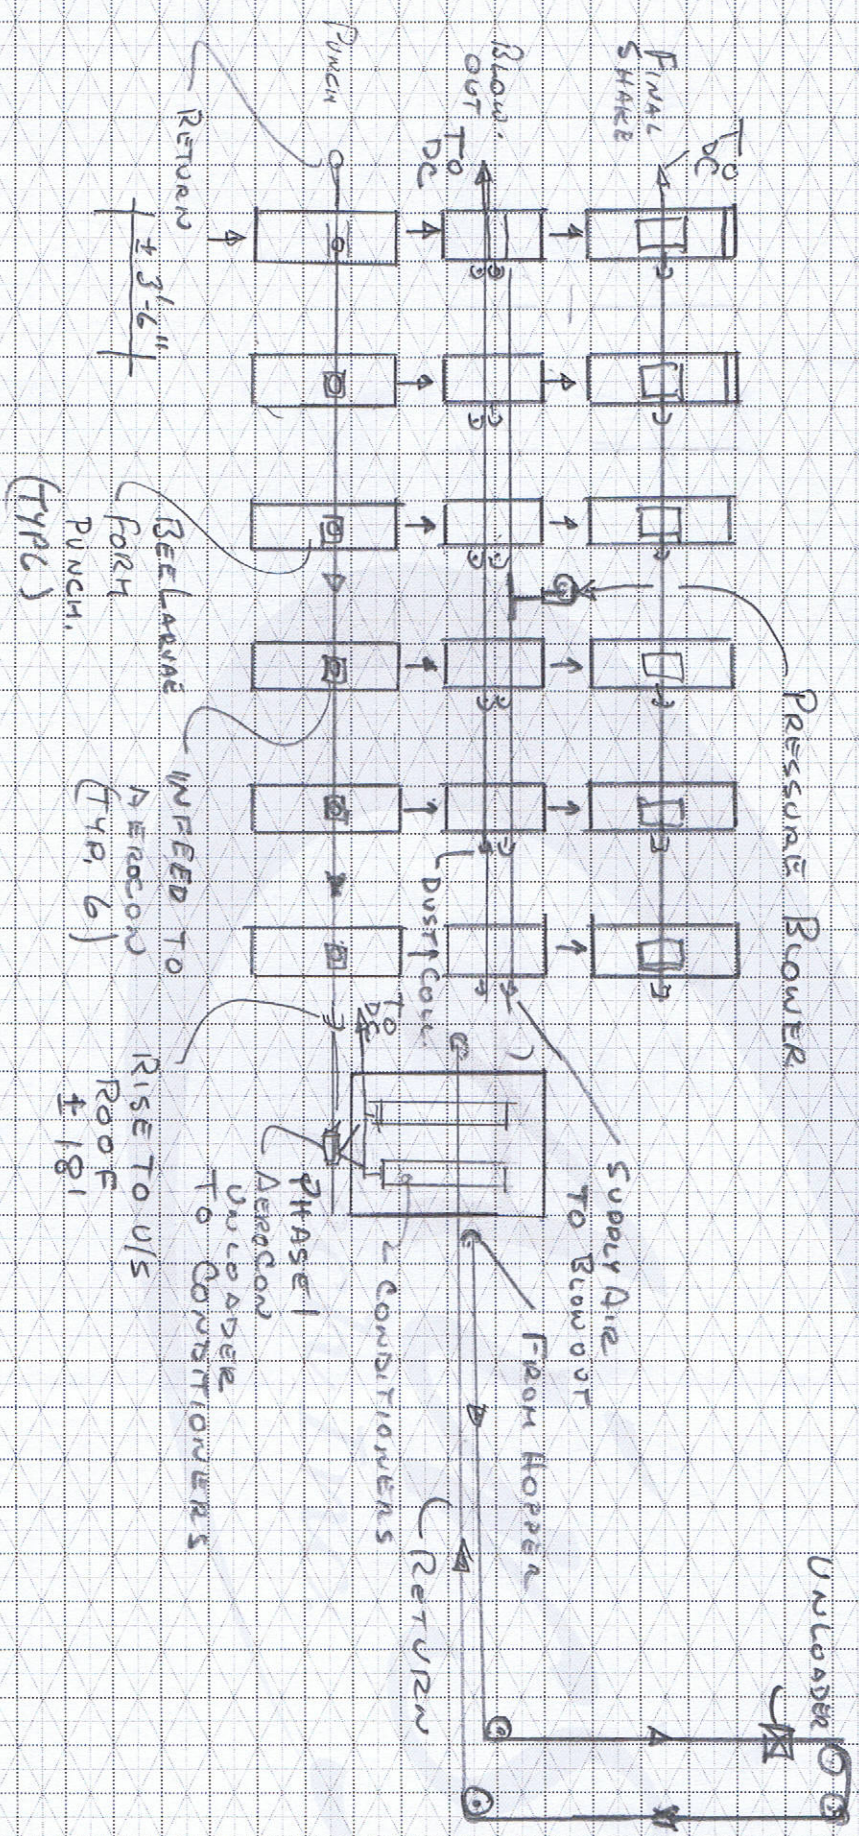 UNLOADER
PRESSURE BLOWER
TO
DC
FINAL
SHAKE
BLOW.
OUT
TO
DC
PUNCH
RETURN
± 3'-6"
BEE LARVAE
FORM
PUNCH.
(TYP 6)
INFEED TO
AEROCON
(TYP. 6)
DUST COLL.
TO
DC
RISE TO U/S
ROOF
± 18'
PHASE 1
AEROCON
UNLOADER
TO CONDITIONERS
CONDITIONERS
SUPPLY AIR
TO BLOWOUT
FROM HOPPER
RETURN